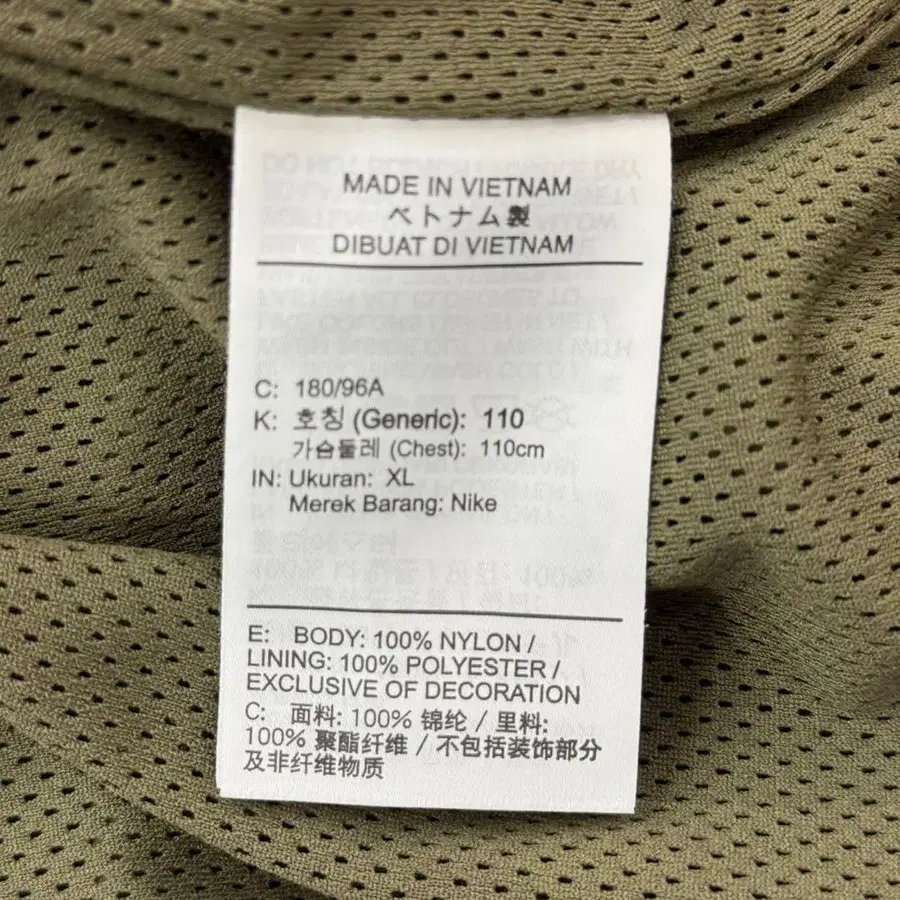 MADE IN VIETNAM
ベトナム製
DIBUAT DI VIETNAM
C: 180/96A
K: 호칭 (Generic): 110
가슴둘레 (Chest): 110cm
IN: Ukuran: XL
Merek Barang: Nike
E: BODY: 100% NYLON /
LINING: 100% POLYESTER /
EXCLUSIVE OF DECORATION
C: 面料: 100% 锦纶 / 里料:
100% 聚酯纤维 / 不包括装饰部分
及非纤维物质